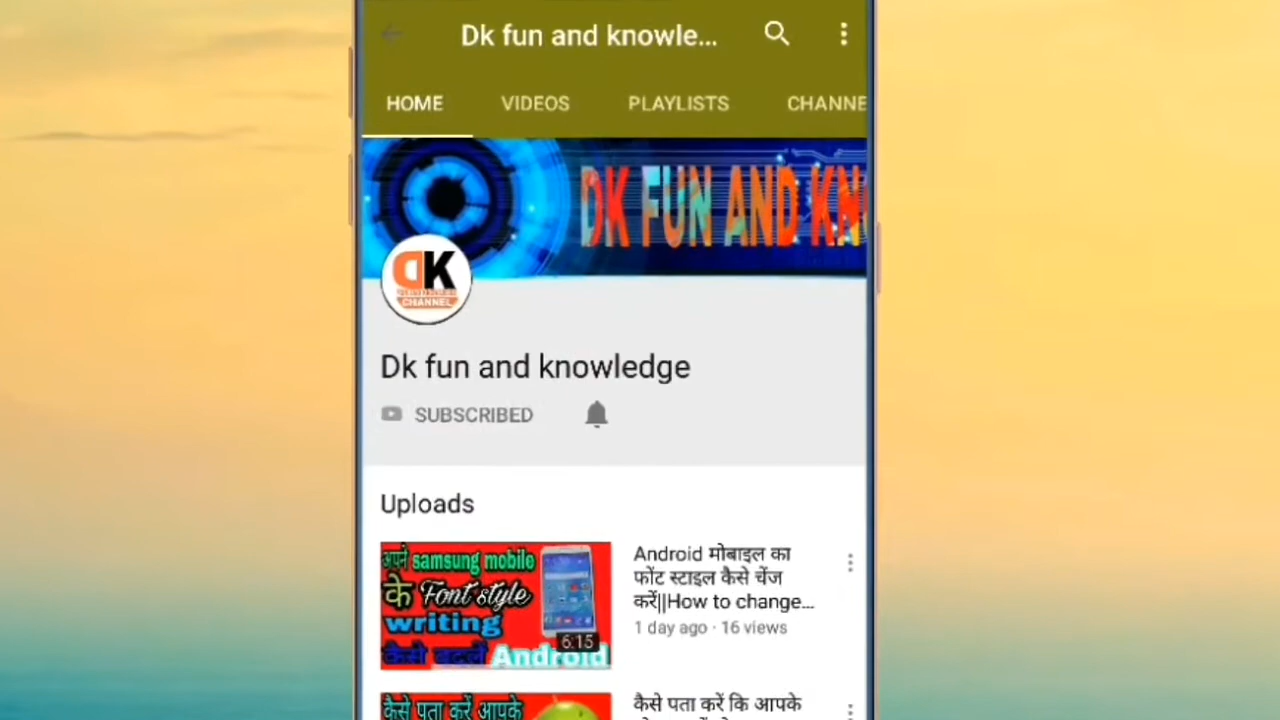 Dk fun and knowle...
HOME VIDEOS PLAYLISTS CHANNE
DK FUN AND KN
DK
CHANNEL
Dk fun and knowledge
SUBSCRIBED
Uploads
अपने samsung mobile
के Font style
writing
कैसे बदलें Android
6:15
Android मोबाइल का
फोंट स्टाइल कैसे चेंज
करें||How to change...
1 day ago · 16 views
कैसे पता करें आपके
कैसे पता करें कि आपके